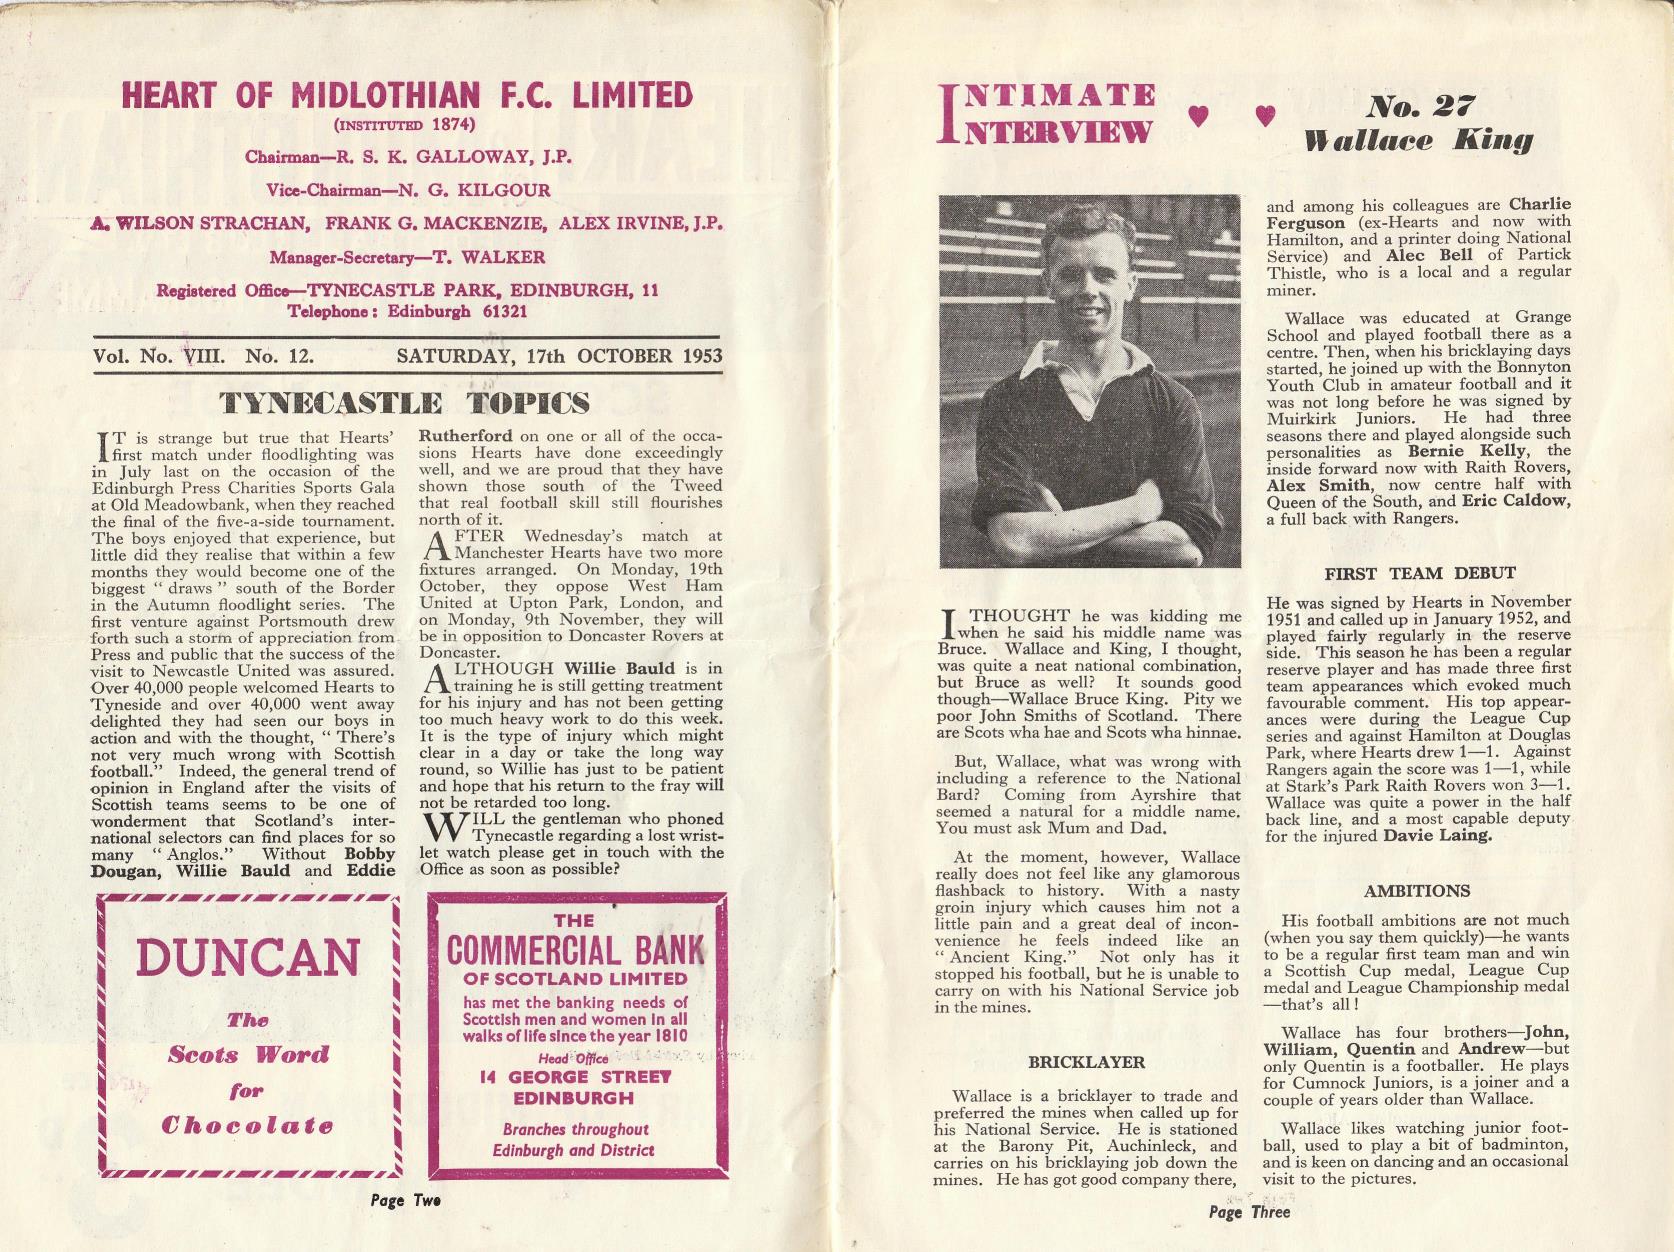 HEART OF MIDLOTHIAN F.C. LIMITED
(INSTITUTED 1874)
Chairman—R. S. K. GALLOWAY, J.P.
Vice-Chairman—N. G. KILGOUR
A. WILSON STRACHAN, FRANK G. MACKENZIE, ALEX IRVINE, J.P.
Manager-Secretary—T. WALKER
Registered Office—TYNECASTLE PARK, EDINBURGH, 11
Telephone: Edinburgh 61321
Vol. No. VIII. No. 12. SATURDAY, 17th OCTOBER 1953
TYNECASTLE TOPICS
IT is strange but true that Hearts'
first match under floodlighting was
in July last on the occasion of the
Edinburgh Press Charities Sports Gala
at Old Meadowbank, when they reached
the final of the five-a-side tournament.
The boys enjoyed that experience, but
little did they realise that within a few
months they would become one of the
biggest "draws" south of the Border
in the Autumn floodlight series. The
first venture against Portsmouth drew
forth such a storm of appreciation from
Press and public that the success of the
visit to Newcastle United was assured.
Over 40,000 people welcomed Hearts to
Tyneside and over 40,000 went away
delighted they had seen our boys in
action and with the thought, "There's
not very much wrong with Scottish
football." Indeed, the general trend of
opinion in England after the visits of
Scottish teams seems to be one of
wonderment that Scotland's inter-
national selectors can find places for so
many "Anglos." Without Bobby
Dougan, Willie Bauld and Eddie
Rutherford on one or all of the occa-
sions Hearts have done exceedingly
well, and we are proud that they have
shown those south of the Tweed
that real football skill still flourishes
north of it.
AFTER Wednesday's match at
Manchester Hearts have two more
fixtures arranged. On Monday, 19th
October, they oppose West Ham
United at Upton Park, London, and
on Monday, 9th November, they will
be in opposition to Doncaster Rovers at
Doncaster.
ALTHOUGH Willie Bauld is in
training he is still getting treatment
for his injury and has not been getting
too much heavy work to do this week.
It is the type of injury which might
clear in a day or take the long way
round, so Willie has just to be patient
and hope that his return to the fray will
not be retarded too long.
WILL the gentleman who phoned
Tynecastle regarding a lost wrist-
let watch please get in touch with the
Office as soon as possible?
DUNCAN
The
Scots Word
for
Chocolate
THE
COMMERCIAL BANK
OF SCOTLAND LIMITED
has met the banking needs of
Scottish men and women in all
walks of life since the year 1810
Head Office
14 GEORGE STREET
EDINBURGH
Branches throughout
Edinburgh and District
Page Two
INTIMATE
INTERVIEW
No. 27
Wallace King
I THOUGHT he was kidding me
when he said his middle name was
Bruce. Wallace and King, I thought,
was quite a neat national combination,
but Bruce as well? It sounds good
though—Wallace Bruce King. Pity we
poor John Smiths of Scotland. There
are Scots wha hae and Scots wha hinnae.
But, Wallace, what was wrong with
including a reference to the National
Bard? Coming from Ayrshire that
seemed a natural for a middle name.
You must ask Mum and Dad.
At the moment, however, Wallace
really does not feel like any glamorous
flashback to history. With a nasty
groin injury which causes him not a
little pain and a great deal of incon-
venience he feels indeed like an
"Ancient King." Not only has it
stopped his football, but he is unable to
carry on with his National Service job
in the mines.
BRICKLAYER
Wallace is a bricklayer to trade and
preferred the mines when called up for
his National Service. He is stationed
at the Barony Pit, Auchinleck, and
carries on his bricklaying job down the
mines. He has got good company there,
and among his colleagues are Charlie
Ferguson (ex-Hearts and now with
Hamilton, and a printer doing National
Service) and Alec Bell of Partick
Thistle, who is a local and a regular
miner.
Wallace was educated at Grange
School and played football there as a
centre. Then, when his bricklaying days
started, he joined up with the Bonnyton
Youth Club in amateur football and it
was not long before he was signed by
Muirkirk Juniors. He had three
seasons there and played alongside such
personalities as Bernie Kelly, the
inside forward now with Raith Rovers,
Alex Smith, now centre half with
Queen of the South, and Eric Caldow,
a full back with Rangers.
FIRST TEAM DEBUT
He was signed by Hearts in November
1951 and called up in January 1952, and
played fairly regularly in the reserve
side. This season he has been a regular
reserve player and has made three first
team appearances which evoked much
favourable comment. His top appear-
ances were during the League Cup
series and against Hamilton at Douglas
Park, where Hearts drew 1—1. Against
Rangers again the score was 1—1, while
at Stark's Park Raith Rovers won 3—1.
Wallace was quite a power in the half
back line, and a most capable deputy
for the injured Davie Laing.
AMBITIONS
His football ambitions are not much
(when you say them quickly)—he wants
to be a regular first team man and win
a Scottish Cup medal, League Cup
medal and League Championship medal
—that's all!
Wallace has four brothers—John,
William, Quentin and Andrew—but
only Quentin is a footballer. He plays
for Cumnock Juniors, is a joiner and a
couple of years older than Wallace.
Wallace likes watching junior foot-
ball, used to play a bit of badminton,
and is keen on dancing and an occasional
visit to the pictures.
Page Three